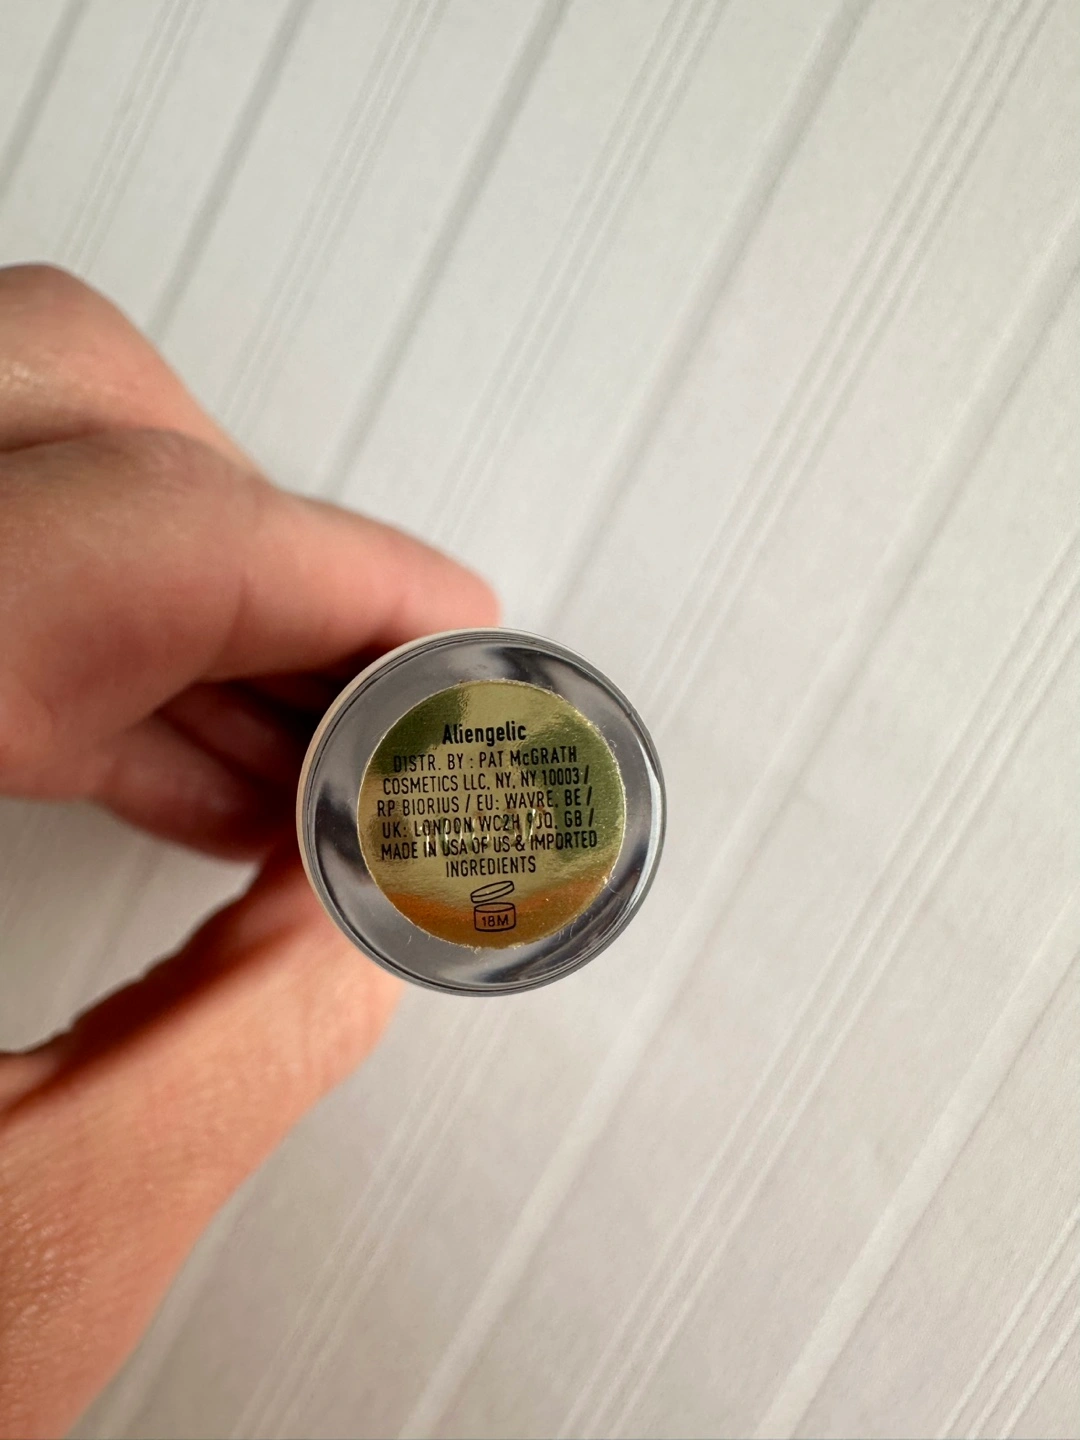 Aliengelic
DISTR. BY : PAT McGRATH
COSMETICS LLC, NY, NY 10003 /
RP BIORIUS / EU: WAVRE, BE /
UK: LONDON WC2H 9JQ, GB /
MADE IN USA OF US & IMPORTED
INGREDIENTS
18M